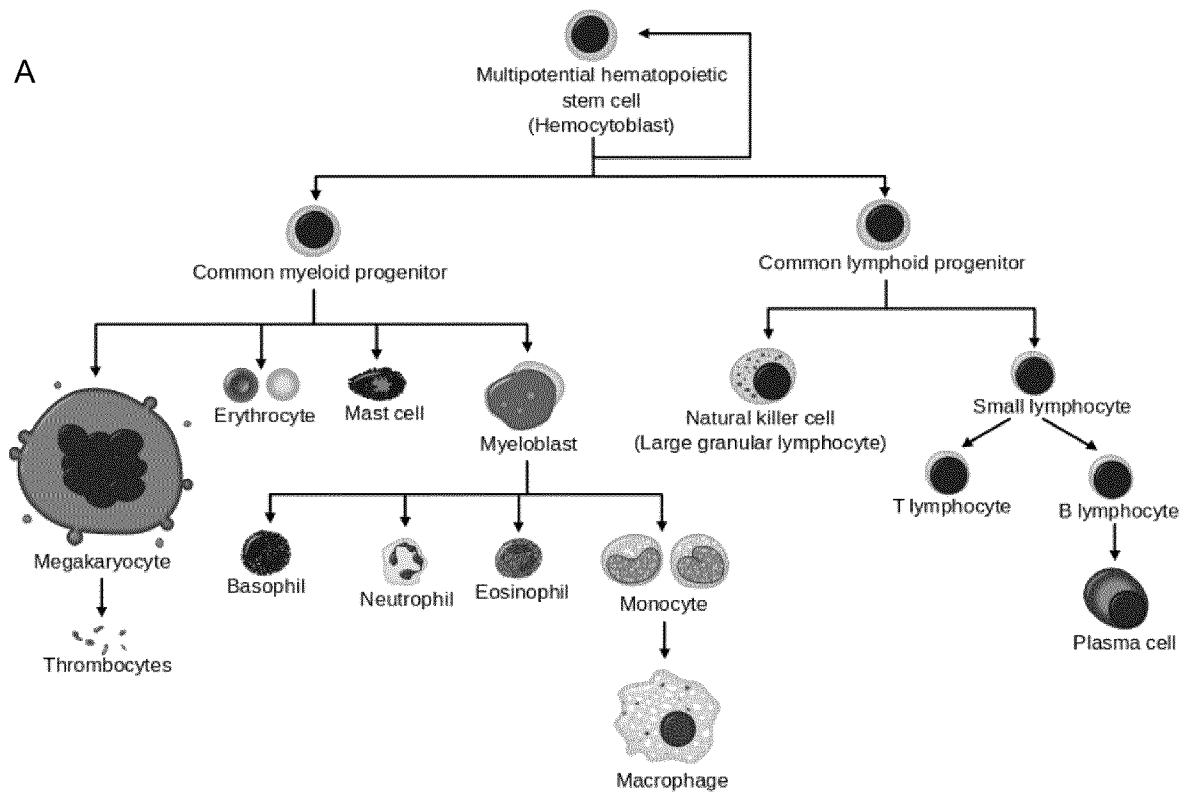 A
Multipotential hematopoietic
stem cell
(Hemocytoblast)
Common myeloid progenitor
Common lymphoid progenitor
Erythrocyte
Mast cell
Myeloblast
Natural killer cell
(Large granular lymphocyte)
Small lymphocyte
T lymphocyte
B lymphocyte
Megakaryocyte
Basophil
Neutrophil
Eosinophil
Monocyte
Thrombocytes
Plasma cell
Macrophage